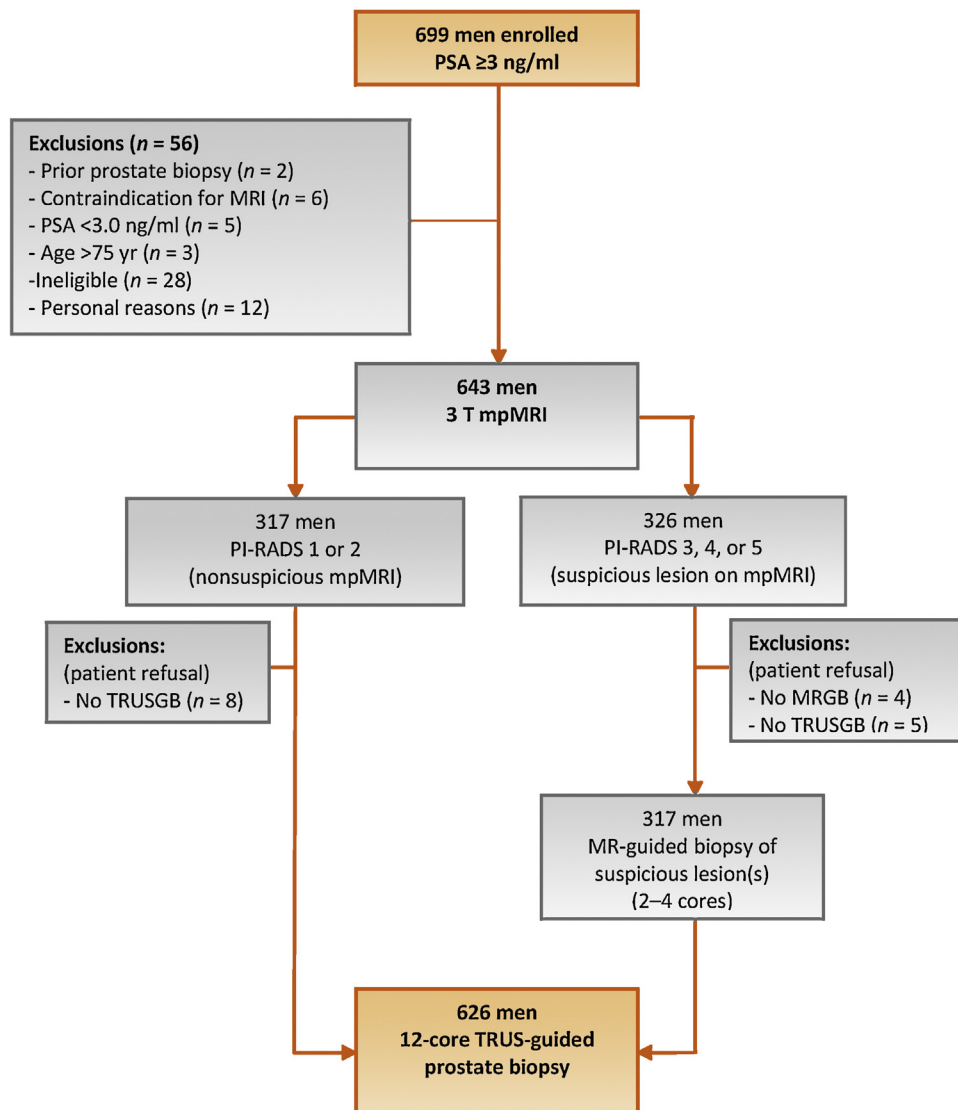 699 men enrolled
PSA ≥3 ng/ml
Exclusions (n = 56)
- Prior prostate biopsy (n = 2)
- Contraindication for MRI (n = 6)
- PSA <3.0 ng/ml (n = 5)
- Age >75 yr (n = 3)
-Ineligible (n = 28)
- Personal reasons (n = 12)
643 men
3 T mpMRI
317 men
PI-RADS 1 or 2
(nonsuspicious mpMRI)
326 men
PI-RADS 3, 4, or 5
(suspicious lesion on mpMRI)
Exclusions:
(patient refusal)
- No TRUSGB (n = 8)
Exclusions:
(patient refusal)
- No MRGB (n = 4)
- No TRUSGB (n = 5)
317 men
MR-guided biopsy of
suspicious lesion(s)
(2–4 cores)
626 men
12-core TRUS-guided
prostate biopsy